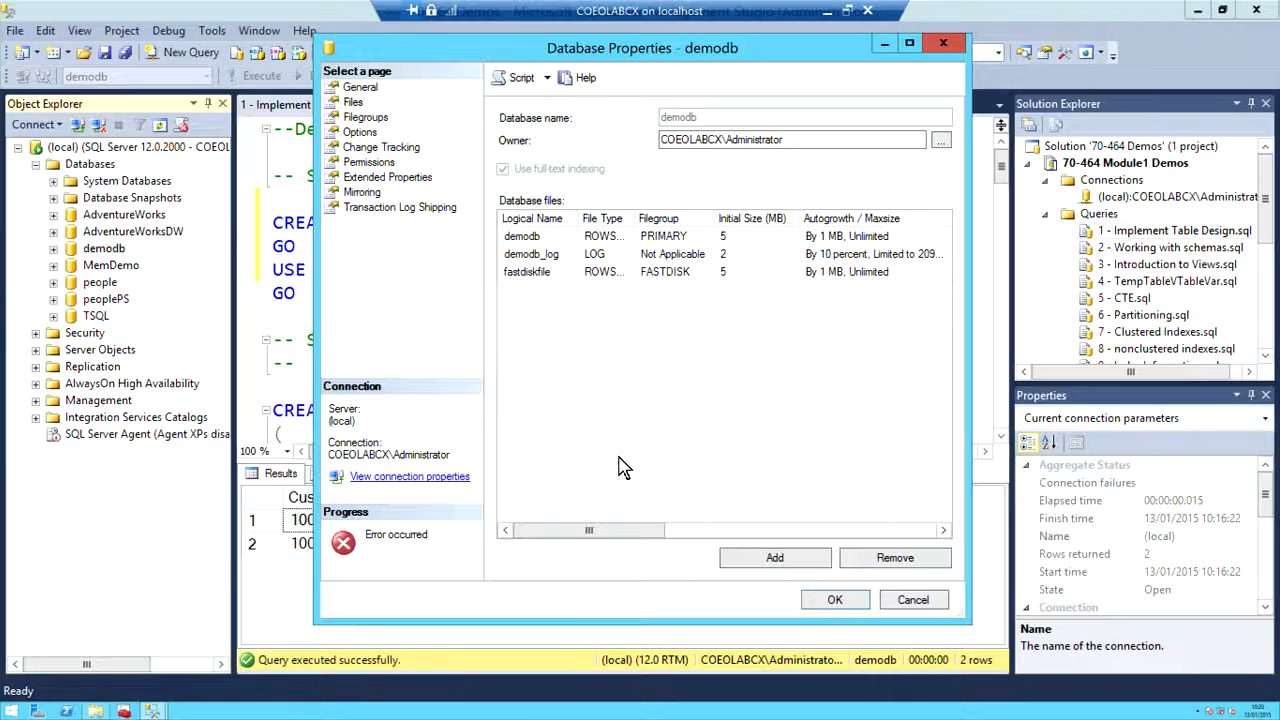 COEOLABCX on localhost
File Edit View Project Debug Tools Window Help
New Query
demodb
Execute
Object Explorer
Connect
(local) (SQL Server 12.0.2000 - COEOL
Databases
System Databases
Database Snapshots
AdventureWorks
AdventureWorksDW
demodb
MemDemo
people
peoplePS
TSQL
Security
Server Objects
Replication
AlwaysOn High Availability
Management
Integration Services Catalogs
SQL Server Agent (Agent XPs disa
1 - Implement
--De
-- S
CREA
GO
USE
GO
-- S
--
CREA
(
100 %
Results
Cus
1 100
2 100
Database Properties - demodb
Select a page
General
Files
Filegroups
Options
Change Tracking
Permissions
Extended Properties
Mirroring
Transaction Log Shipping
Connection
Server:
(local)
Connection:
COEOLABCX\Administrator
View connection properties
Progress
Error occurred
Script Help
Database name: demodb
Owner: COEOLABCX\Administrator ...
Use full-text indexing
Database files:
Logical Name File Type Filegroup Initial Size (MB) Autogrowth / Maxsize
demodb ROWS... PRIMARY 5 By 1 MB, Unlimited
demodb_log LOG Not Applicable 2 By 10 percent, Limited to 209...
fastdiskfile ROWS... FASTDISK 5 By 1 MB, Unlimited
Add Remove
OK Cancel
Solution Explorer
Solution '70-464 Demos' (1 project)
70-464 Module1 Demos
Connections
(local):COEOLABCX\Administrat
Queries
1 - Implement Table Design.sql
2 - Working with schemas.sql
3 - Introduction to Views.sql
4 - TempTableVTableVar.sql
5 - CTE.sql
6 - Partitioning.sql
7 - Clustered Indexes.sql
8 - nonclustered indexes.sql
Properties
Current connection parameters
Aggregate Status
Connection failures
Elapsed time 00:00:00.015
Finish time 13/01/2015 10:16:22
Name (local)
Rows returned 2
Start time 13/01/2015 10:16:22
State Open
Connection
Name
The name of the connection.
Query executed successfully. (local) (12.0 RTM) COEOLABCX\Administrato... demodb 00:00:00 2 rows
Ready
10:20
13/01/2015